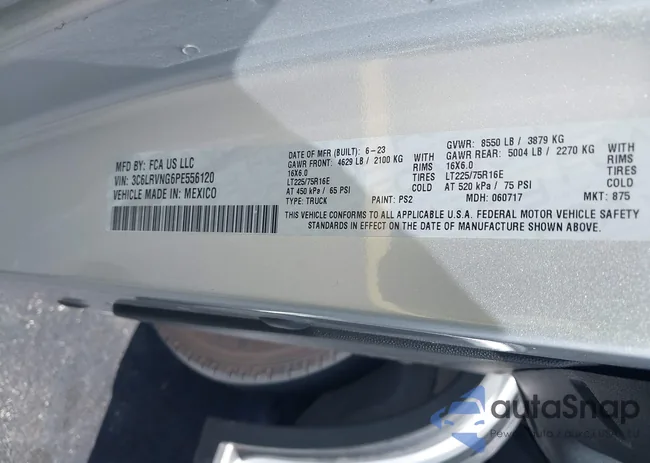 MFD BY: FCA US LLC
VIN: 3C6LRVNG6PE556120
VEHICLE MADE IN: MEXICO
DATE OF MFR (BUILT): 6-23
GAWR FRONT: 4629 LB / 2100 KG WITH
16X6.0 RIMS
LT225/75R16E TIRES
AT 450 kPa / 65 PSI COLD
TYPE: TRUCK PAINT: PS2
GVWR: 8550 LB / 3879 KG
GAWR REAR: 5004 LB / 2270 KG WITH
16X6.0 RIMS
LT225/75R16E TIRES
AT 520 kPa / 75 PSI COLD
MDH: 060717 MKT: 875
THIS VEHICLE CONFORMS TO ALL APPLICABLE U.S.A. FEDERAL MOTOR VEHICLE SAFETY
STANDARDS IN EFFECT ON THE DATE OF MANUFACTURE SHOWN ABOVE.
autoSnap